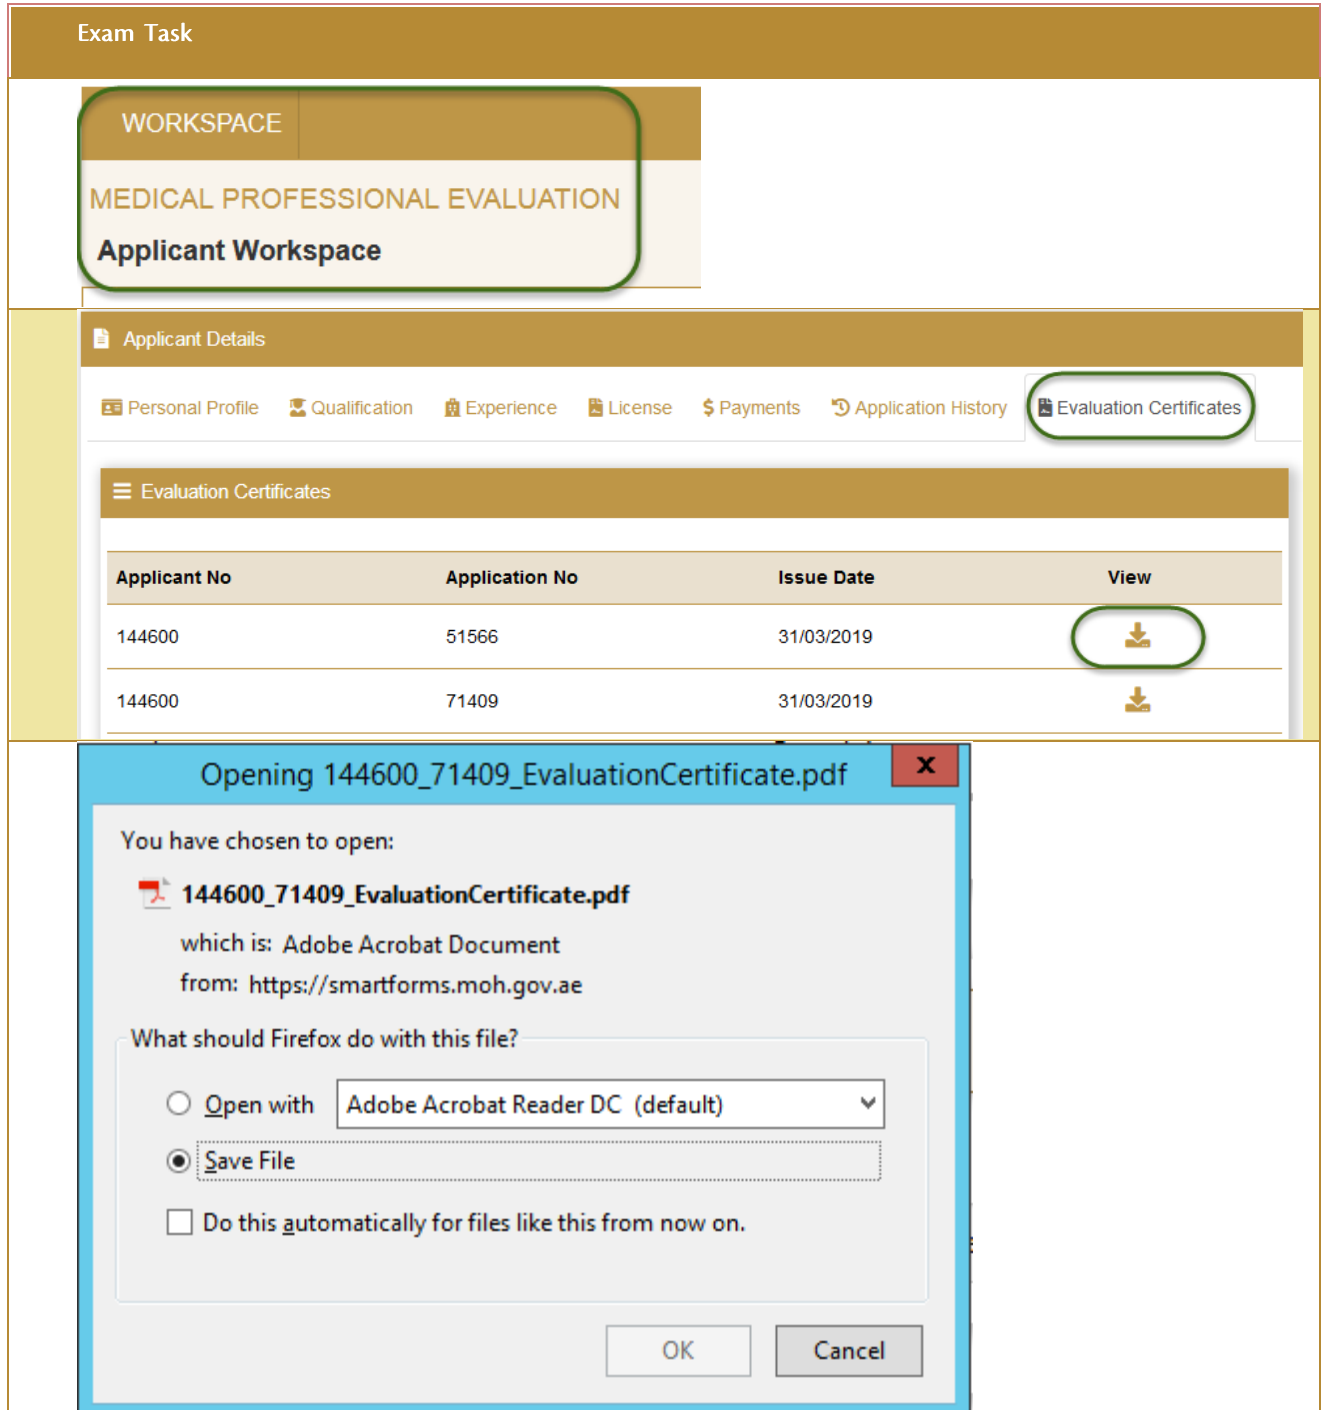 Exam Task
WORKSPACE
MEDICAL PROFESSIONAL EVALUATION
Applicant Workspace
Applicant Details
Personal Profile Qualification Experience License Payments Application History Evaluation Certificates
Evaluation Certificates
Applicant No Application No Issue Date View
144600 51566 31/03/2019
144600 71409 31/03/2019
Opening 144600_71409_EvaluationCertificate.pdf x
You have chosen to open:
144600_71409_EvaluationCertificate.pdf
which is: Adobe Acrobat Document
from: https://smartforms.moh.gov.ae
What should Firefox do with this file?
Open with Adobe Acrobat Reader DC (default)
Save File
Do this automatically for files like this from now on.
OK Cancel